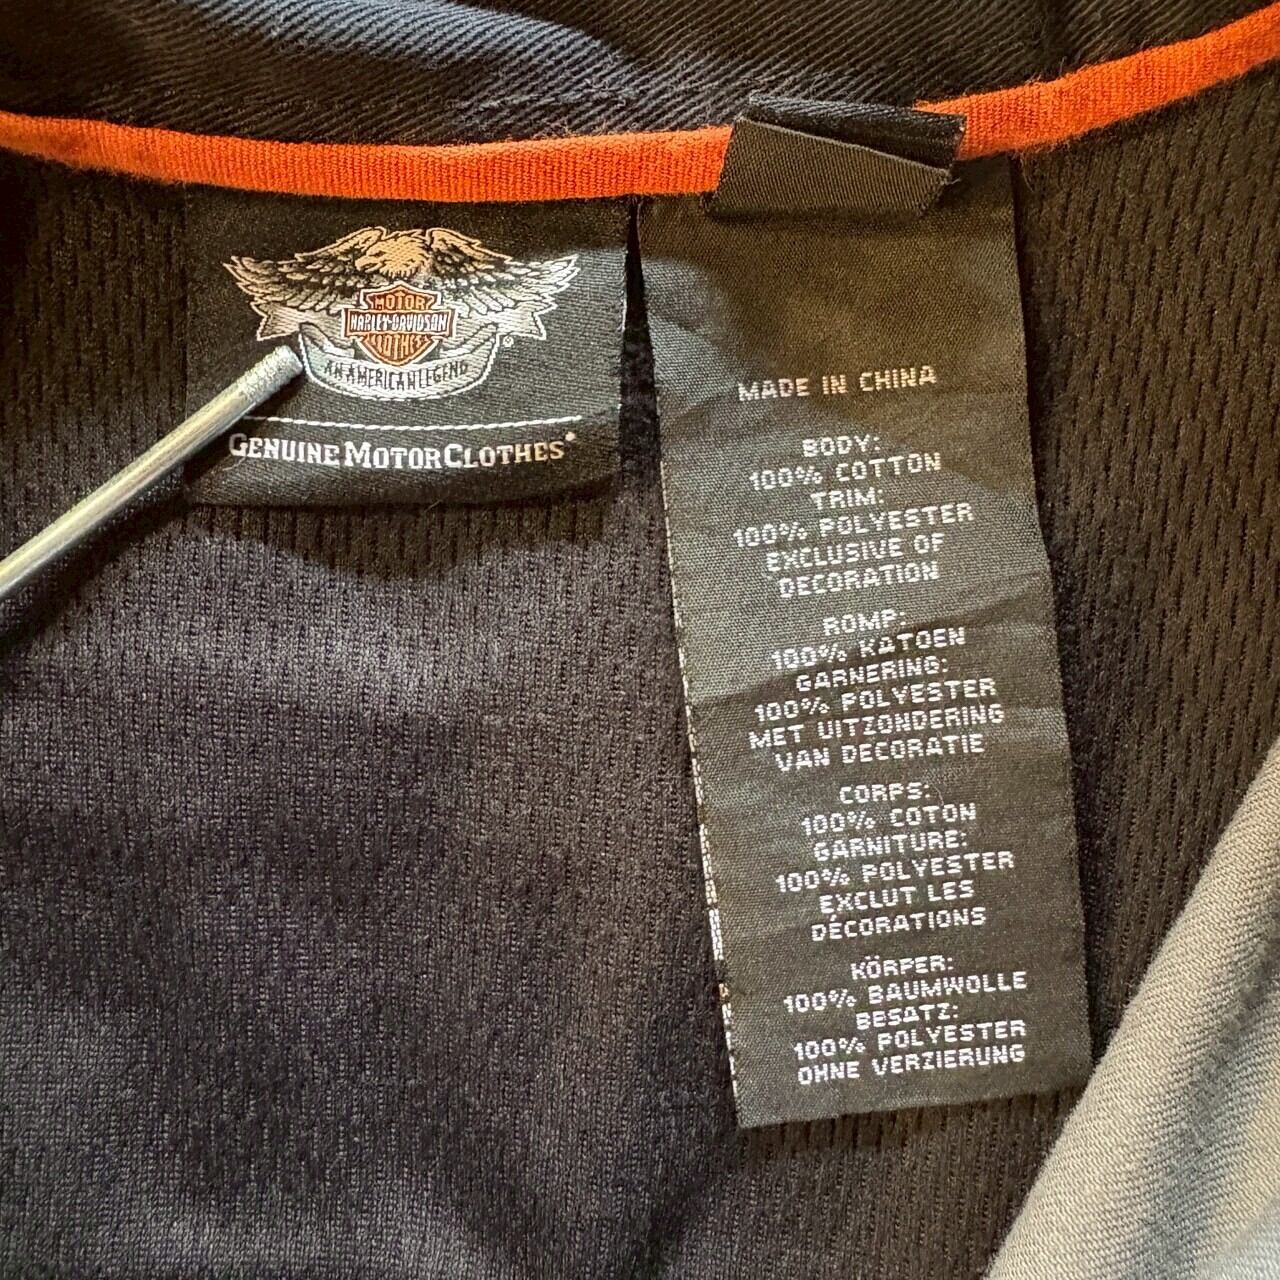 MOTOR
HARLEY-DAVIDSON
CLOTHES
AN AMERICAN LEGEND
®
GENUINE MOTORCLOTHES®
MADE IN CHINA
BODY:
100% COTTON
TRIM:
100% POLYESTER
EXCLUSIVE OF
DECORATION
ROMP:
100% KATOEN
GARNERING:
100% POLYESTER
MET UITZONDERING
VAN DECORATIE
CORPS:
100% COTON
GARNITURE:
100% POLYESTER
EXCLUT LES
DÉCORATIONS
KÖRPER:
100% BAUMWOLLE
BESATZ:
100% POLYESTER
OHNE VERZIERUNG